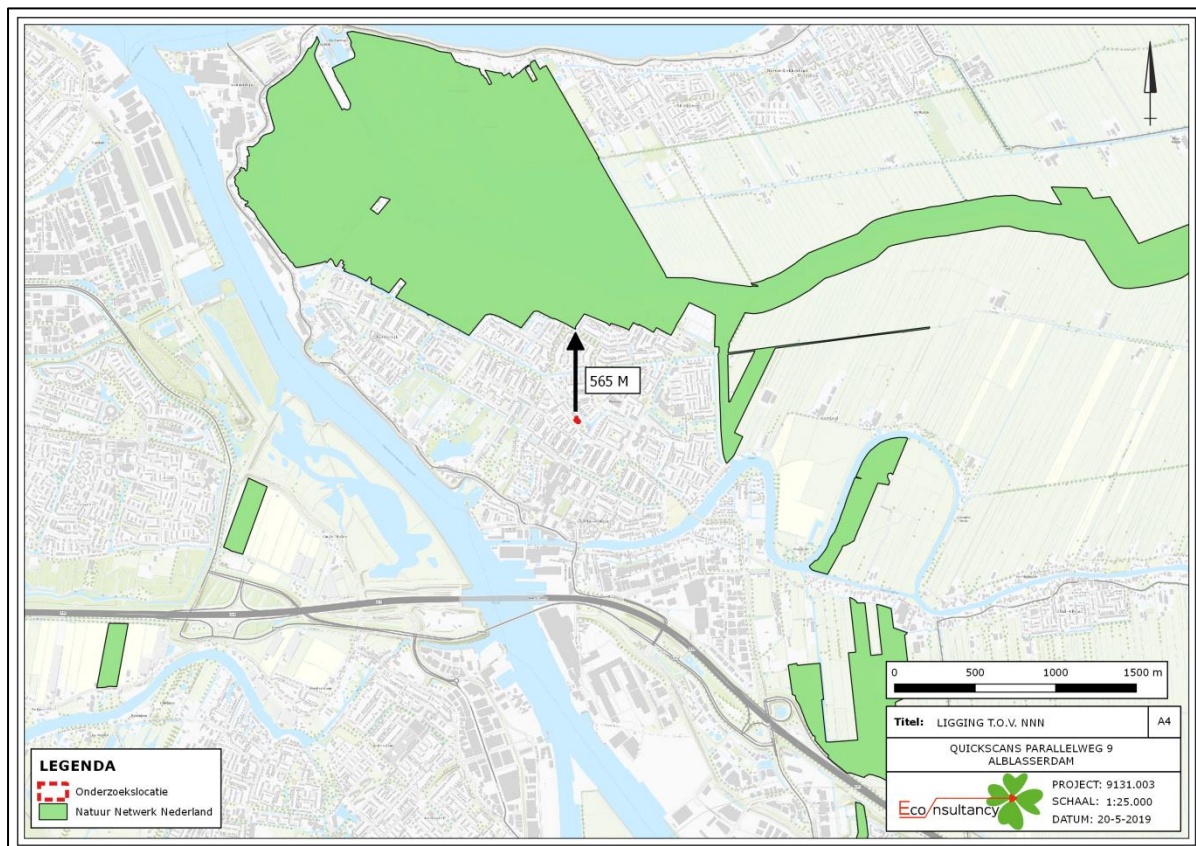 565 M
0 500 1000 1500 m
Titel: LIGGING T.O.V. NNN A4
QUICKSCANS PARALLELWEG 9
ALBLASSERDAM
PROJECT: 9131.003
SCHAAL: 1:25.000
DATUM: 20-5-2019
Econsultancy
LEGENDA
Onderzoekslocatie
Natuur Netwerk Nederland